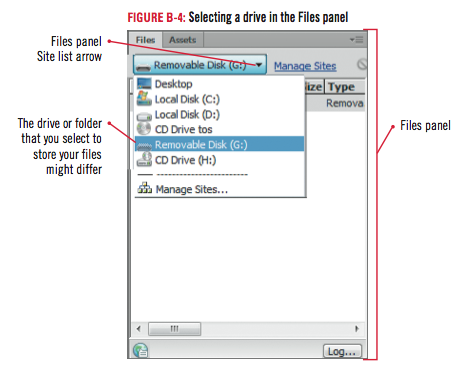 FIGURE B-4: Selecting a drive in the Files panel
Files panel
Site list arrow
Files Assets
Removable Disk (G:) Manage Sites
ize Type
Remova
Desktop
Local Disk (C:)
Local Disk (D:)
CD Drive tos
Removable Disk (G:)
CD Drive (H:)
Manage Sites...
The drive or folder
that you select to
store your files
might differ
Files panel
Log...